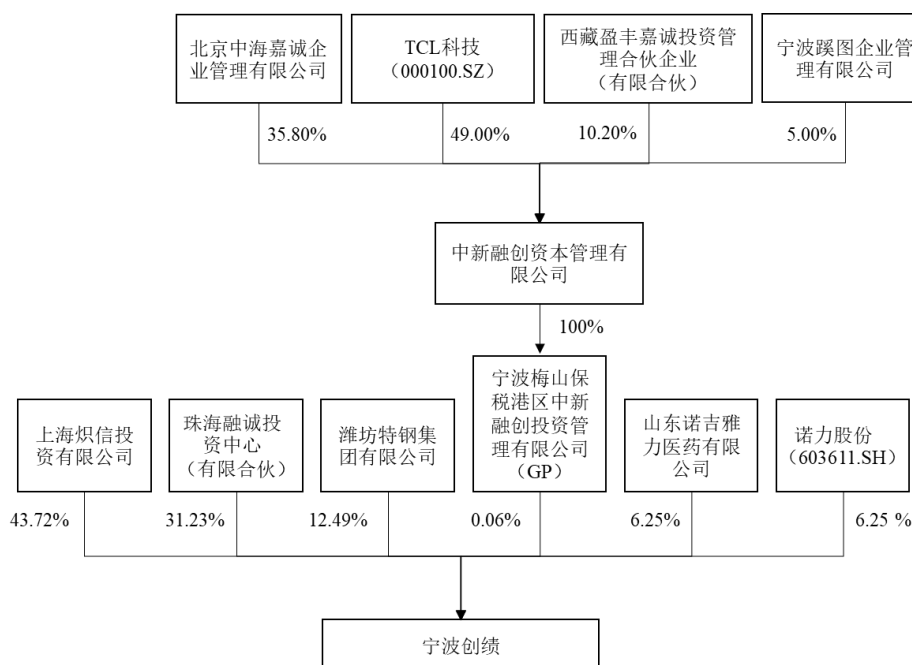 北京中海嘉诚企
业管理有限公司
TCL科技
（000100.SZ）
西藏盈丰嘉诚投资管
理合伙企业
（有限合伙）
宁波蹊图企业管
理有限公司
35.80%
49.00%
10.20%
5.00%
中新融创资本管理有
限公司
100%
上海炽信投
资有限公司
珠海融诚投
资中心
（有限合伙）
潍坊特钢集
团有限公司
宁波梅山保
税港区中新
融创投资管
理有限公司
（GP）
山东诺吉雅
力医药有限
公司
诺力股份
（603611.SH）
43.72%
31.23%
12.49%
0.06%
6.25%
6.25 %
宁波创绩